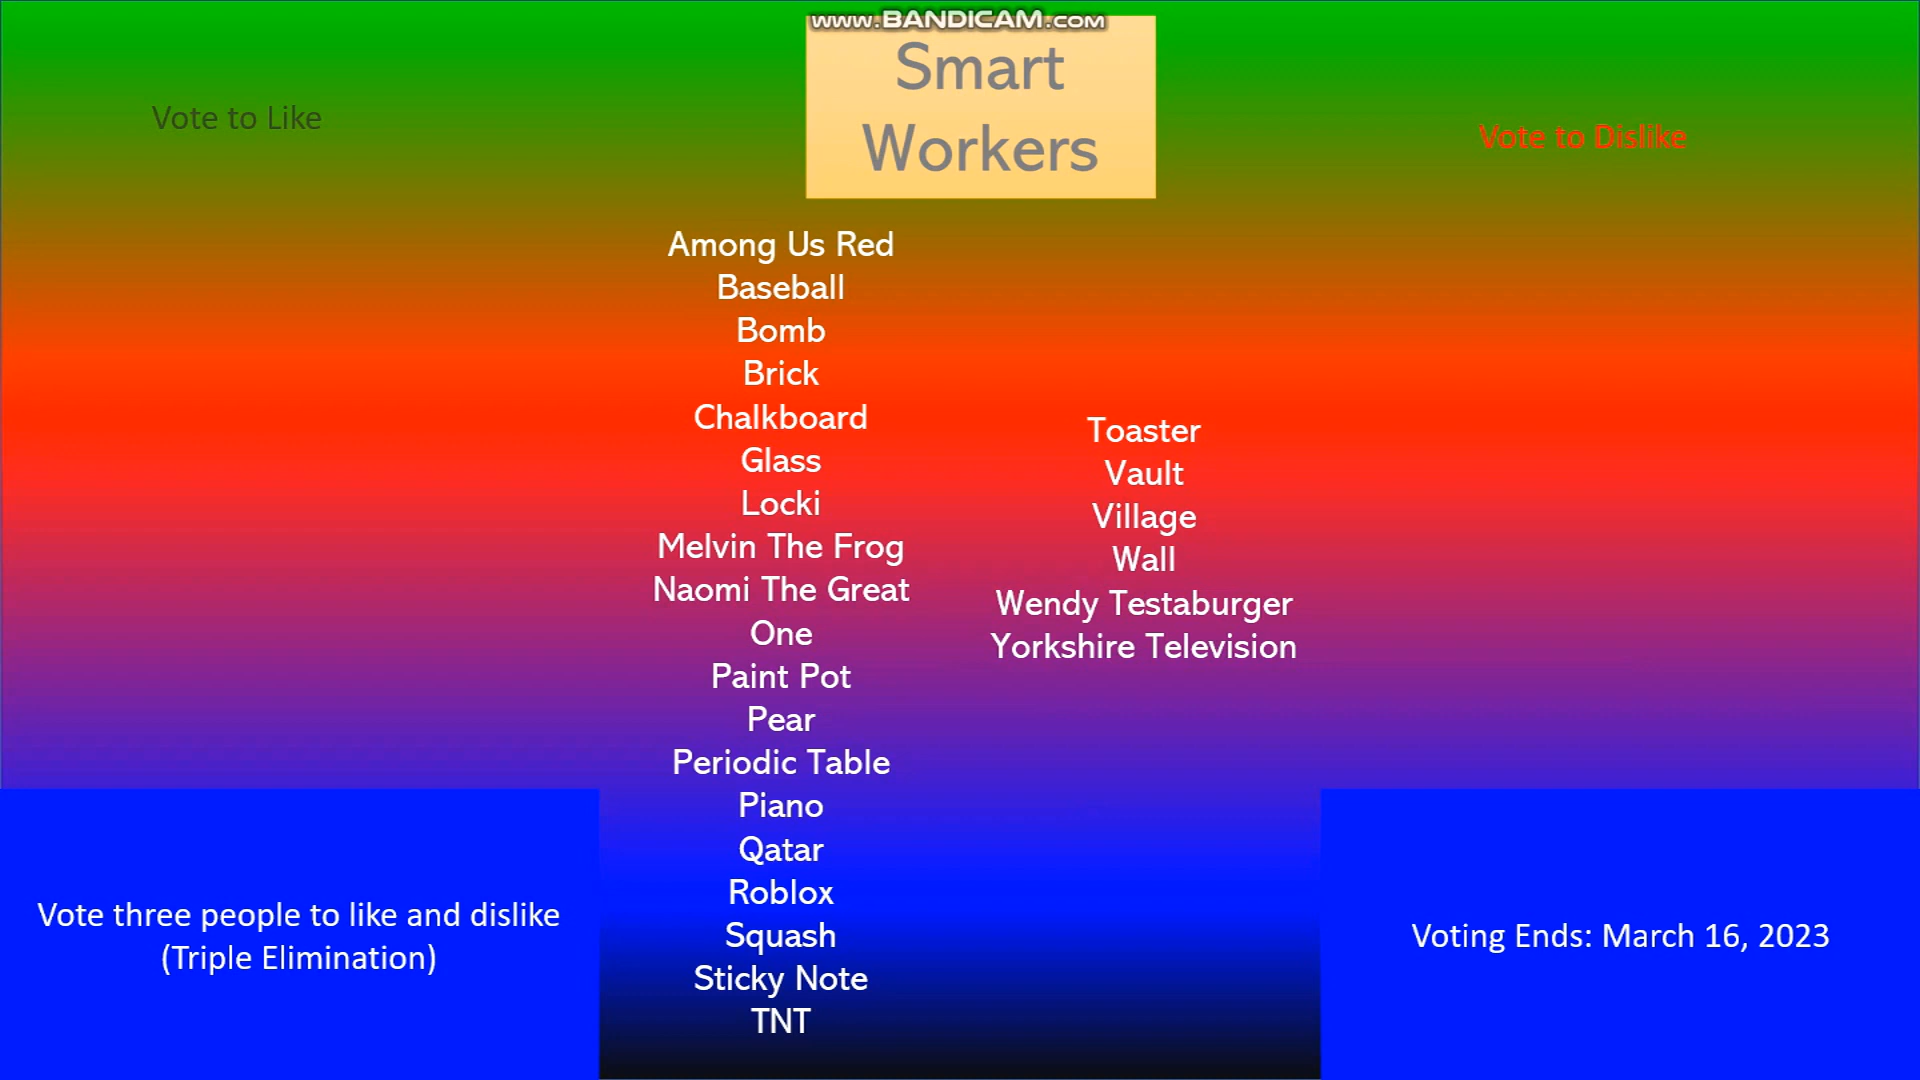 www.BANDICAM.com
Smart
Workers
Vote to Like
Vote to Dislike
Among Us Red
Baseball
Bomb
Brick
Chalkboard
Glass
Locki
Melvin The Frog
Naomi The Great
One
Paint Pot
Pear
Periodic Table
Piano
Qatar
Roblox
Squash
Sticky Note
TNT
Toaster
Vault
Village
Wall
Wendy Testaburger
Yorkshire Television
Vote three people to like and dislike
(Triple Elimination)
Voting Ends: March 16, 2023